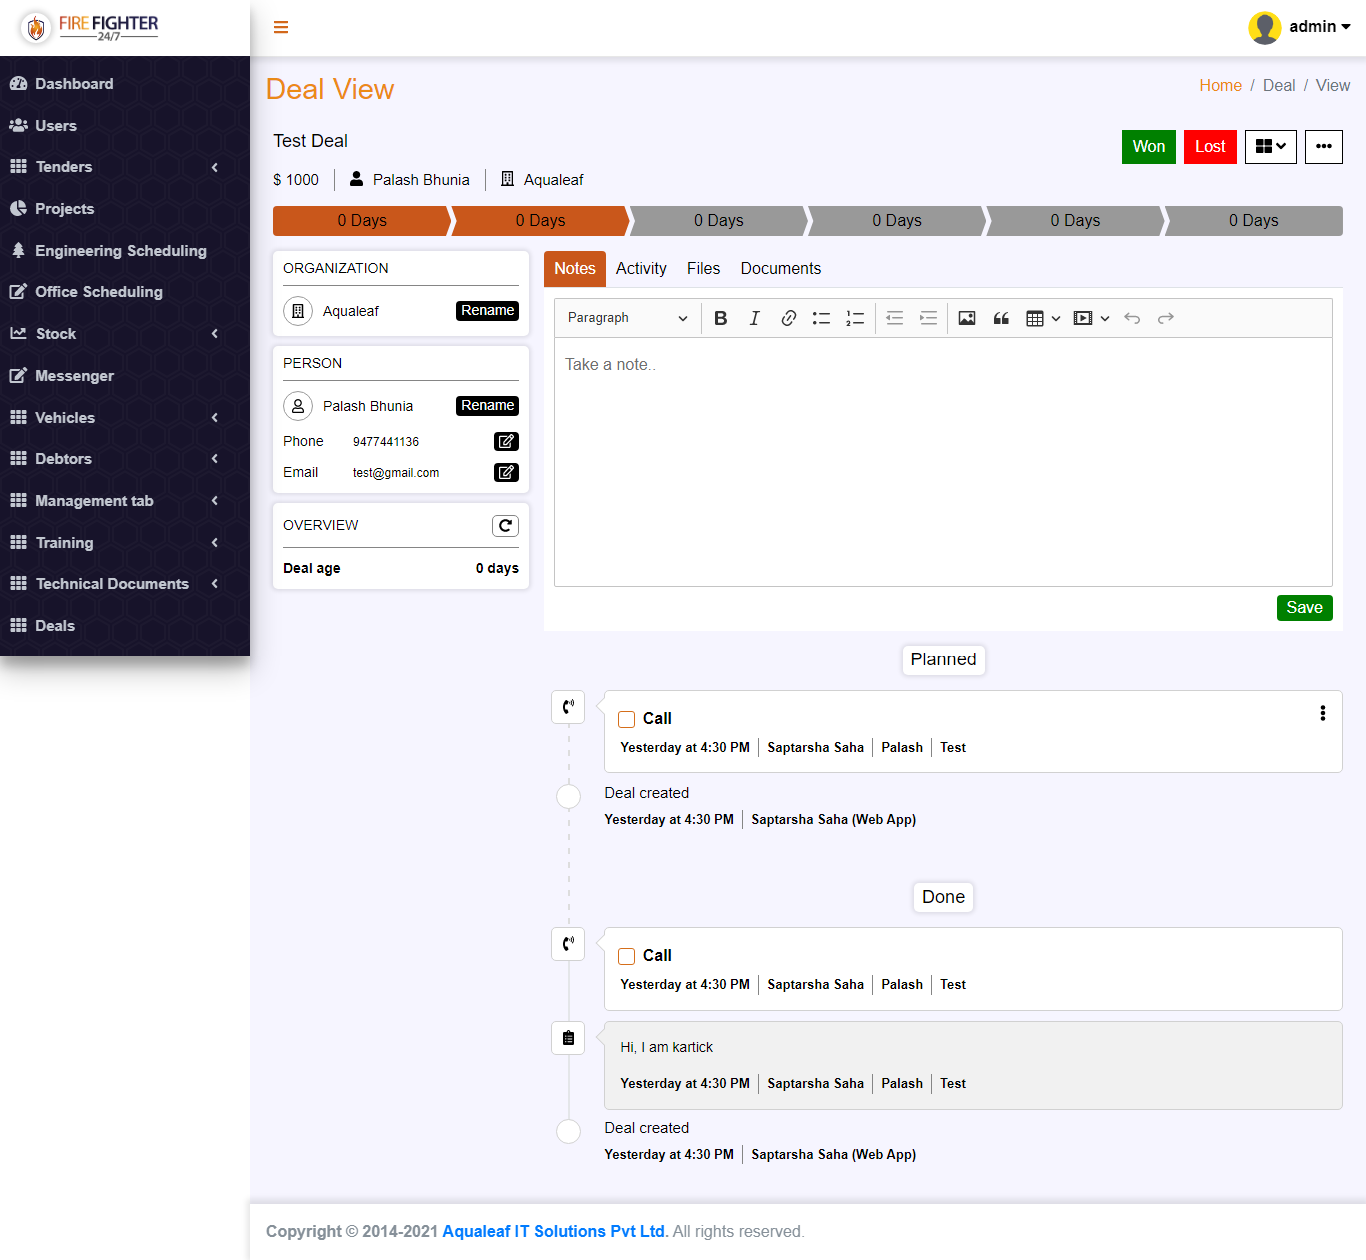 FIRE FIGHTER
24/7
admin
Dashboard
Users
Tenders
Projects
Engineering Scheduling
Office Scheduling
Stock
Messenger
Vehicles
Debtors
Management tab
Training
Technical Documents
Deals
Deal View
Home / Deal / View
Test Deal
Won Lost
$ 1000 Palash Bhunia Aqualeaf
0 Days 0 Days 0 Days 0 Days 0 Days 0 Days
ORGANIZATION
Aqualeaf Rename
PERSON
Palash Bhunia Rename
Phone 9477441136
Email test@gmail.com
OVERVIEW
Deal age 0 days
Notes Activity Files Documents
Paragraph
Take a note..
Save
Planned
Call
Yesterday at 4:30 PM Saptarsha Saha Palash Test
Deal created
Yesterday at 4:30 PM Saptarsha Saha (Web App)
Done
Call
Yesterday at 4:30 PM Saptarsha Saha Palash Test
Hi, I am kartick
Yesterday at 4:30 PM Saptarsha Saha Palash Test
Deal created
Yesterday at 4:30 PM Saptarsha Saha (Web App)
Copyright © 2014-2021 Aqualeaf IT Solutions Pvt Ltd. All rights reserved.